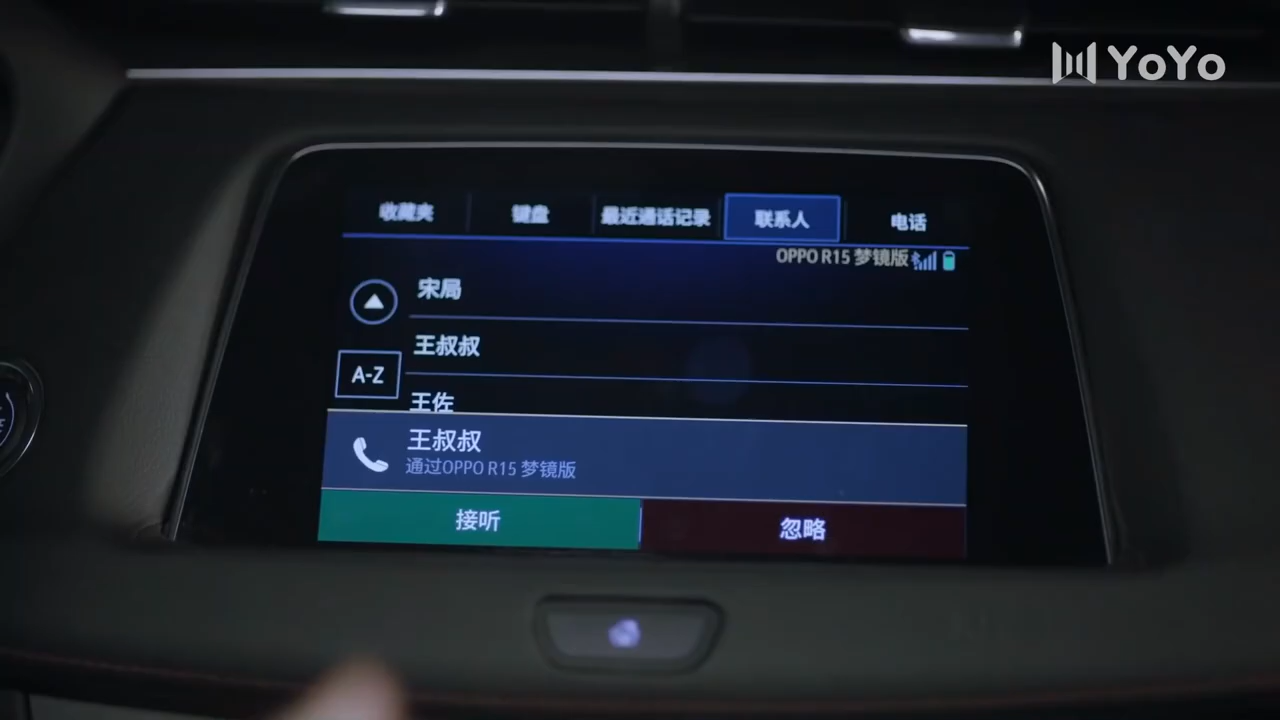 YoYo
收藏夹 键盘 最近通话记录 联系人 电话
OPPO R15 梦镜版
宋局
王叔叔
A-Z
王佐
王叔叔
通过OPPO R15 梦镜版
接听 忽略